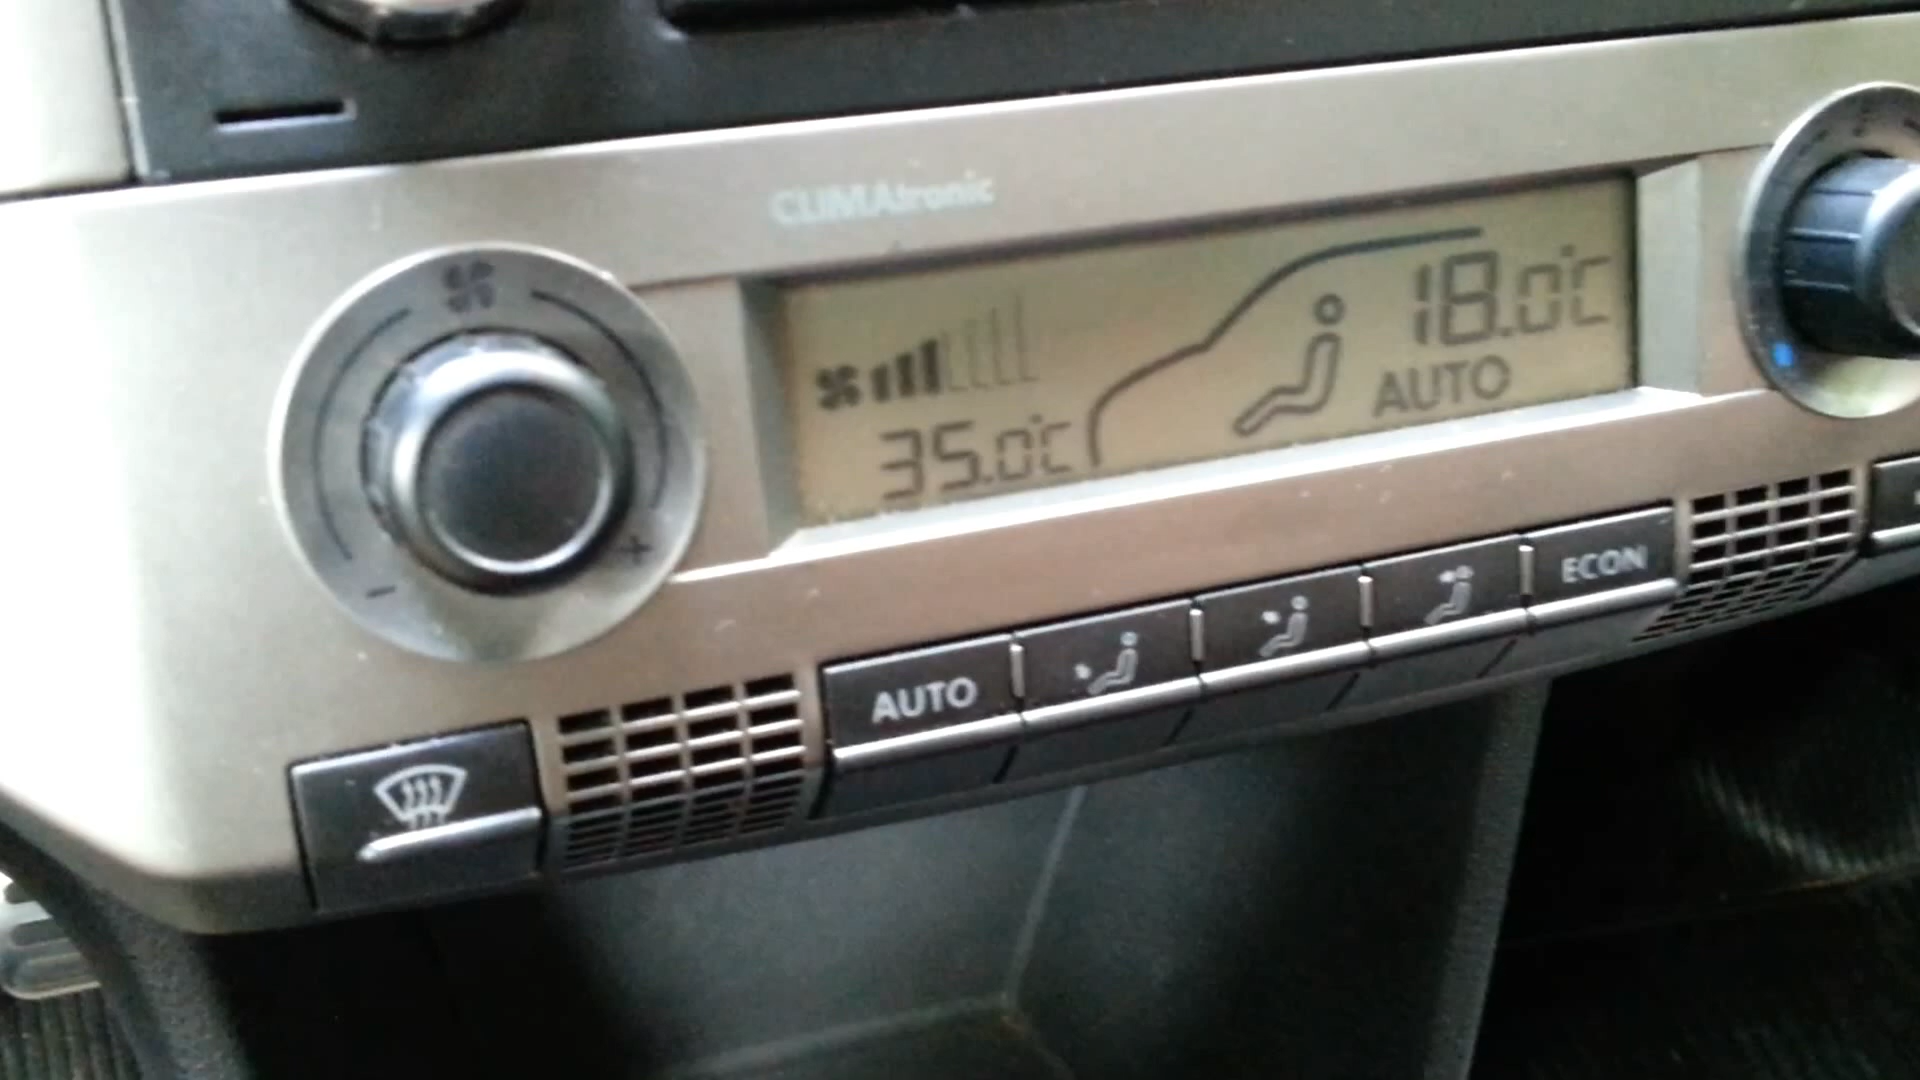 CLIMAtronic
18.0°C
AUTO
35.0°C
- +
AUTO
ECON